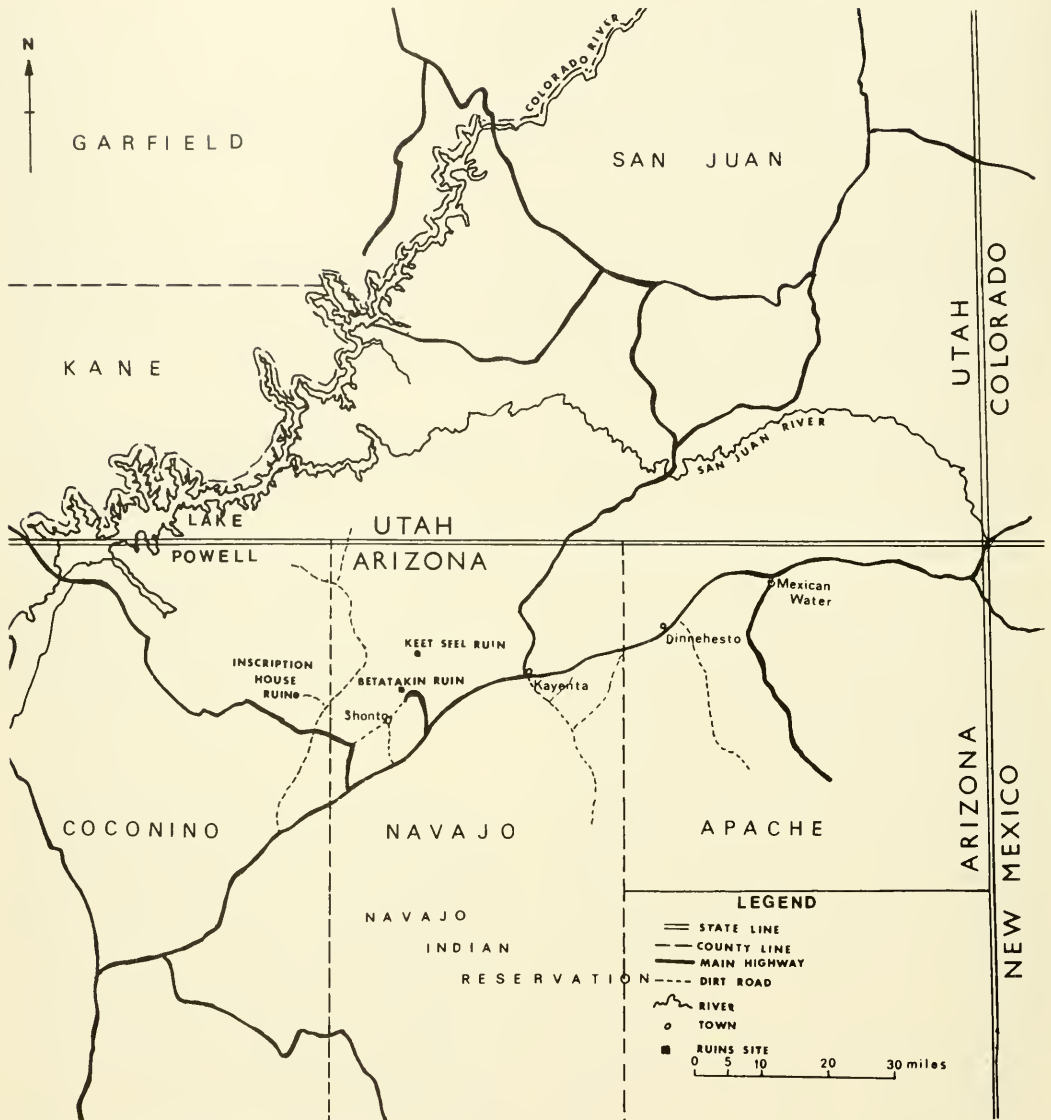 N
COLORADO RIVER
GARFIELD
SAN JUAN
KANE
UTAH
COLORADO
SAN JUAN RIVER
LAKE
POWELL
UTAH
ARIZONA
Mexican
Water
Dinnehesto
KEET SEEL RUIN
INSCRIPTION
HOUSE
RUIN
BETATAKIN RUIN
Kayenta
Shonto
COCONINO
NAVAJO
APACHE
ARIZONA
NEW MEXICO
NAVAJO
INDIAN
RESERVATION
LEGEND
STATE LINE
COUNTY LINE
MAIN HIGHWAY
DIRT ROAD
RIVER
TOWN
RUINS SITE
0 5 10 20 30 miles